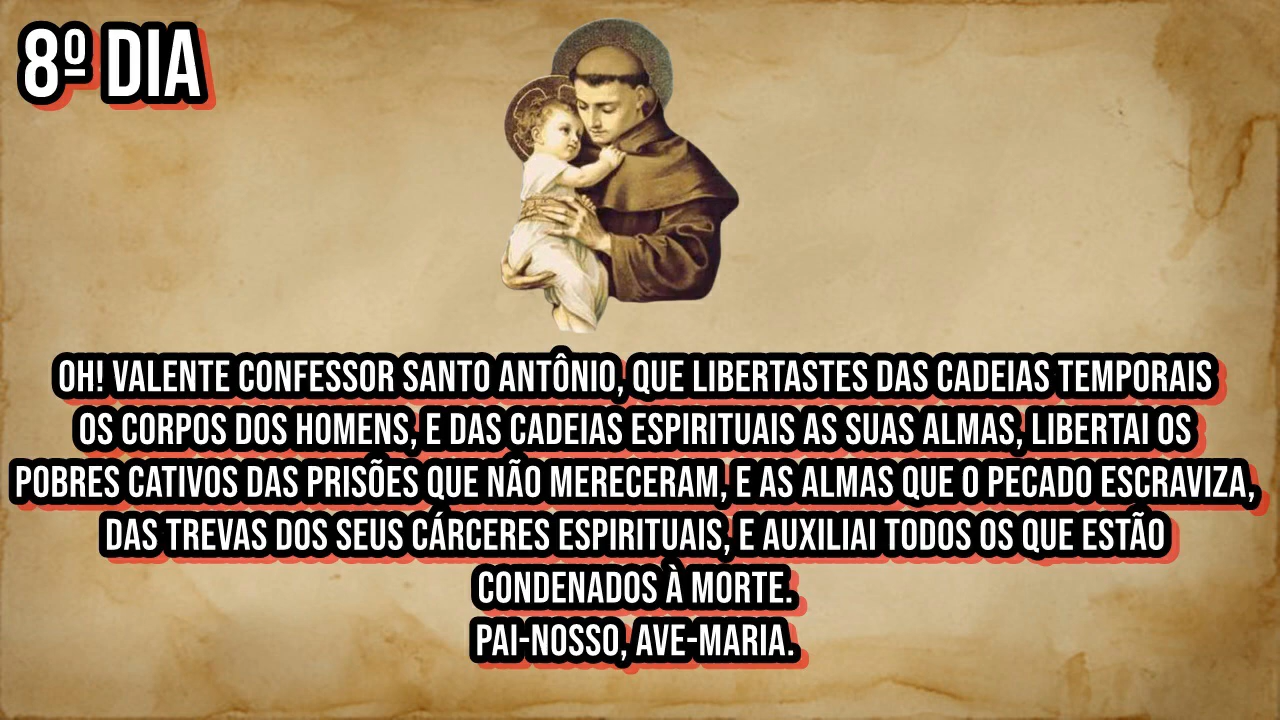 8º DIA
OH! VALENTE CONFESSOR SANTO ANTÔNIO, QUE LIBERTASTES DAS CADEIAS TEMPORAIS
OS CORPOS DOS HOMENS, E DAS CADEIAS ESPIRITUAIS AS SUAS ALMAS, LIBERTAI OS
POBRES CATIVOS DAS PRISÕES QUE NÃO MERECERAM, E AS ALMAS QUE O PECADO ESCRAVIZA,
DAS TREVAS DOS SEUS CÁRCERES ESPIRITUAIS, E AUXILIAI TODOS OS QUE ESTÃO
CONDENADOS À MORTE.
PAI-NOSSO, AVE-MARIA.